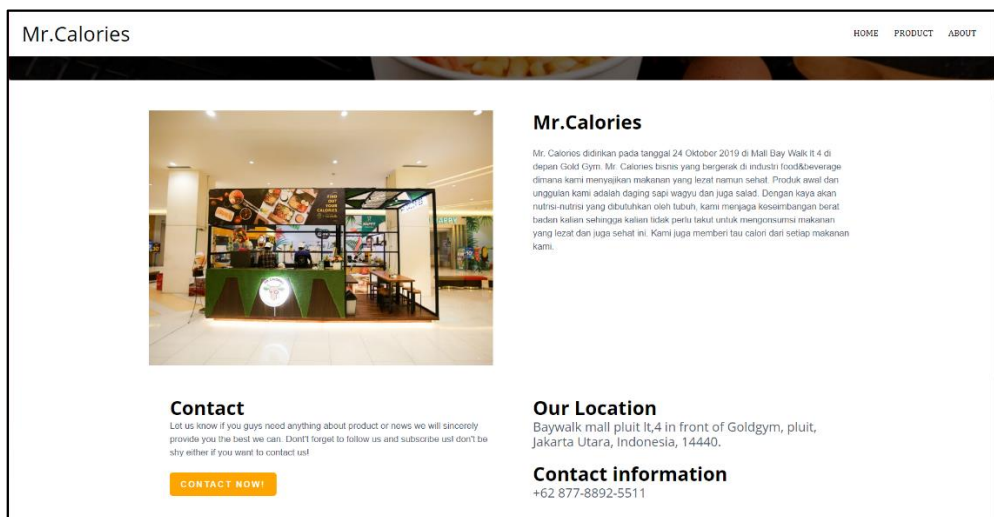 Mr.Calories
HOME PRODUCT ABOUT
FIND
OUT
YOUR
CALORIES
Mr.Calories
Mr. Calories didirikan pada tanggal 24 Oktober 2019 di Mall Bay Walk lt 4 di
depan Gold Gym. Mr. Calories bisnis yang bergerak di industri food&beverage
dimana kami menyajikan makanan yang lezat namun sehat. Produk awal dan
unggulan kami adalah daging sapi wagyu dan juga salad. Dengan kaya akan
nutrisi-nutrisi yang dibutuhkan oleh tubuh, kami menjaga keseimbangan berat
badan kalian sehingga kalian tidak perlu takut untuk mengonsumsi makanan
yang lezat dan juga sehat ini. Kami juga memberi tau calori dari setiap makanan
kami.
Contact
Let us know if you guys need anything about product or news we will sincerely
provide you the best we can. Dont't forget to follow us and subscribe us! don't be
shy either if you want to contact us!
CONTACT NOW!
Our Location
Baywalk mall pluit lt,4 in front of Goldgym, pluit,
Jakarta Utara, Indonesia, 14440.
Contact information
+62 877-8892-5511